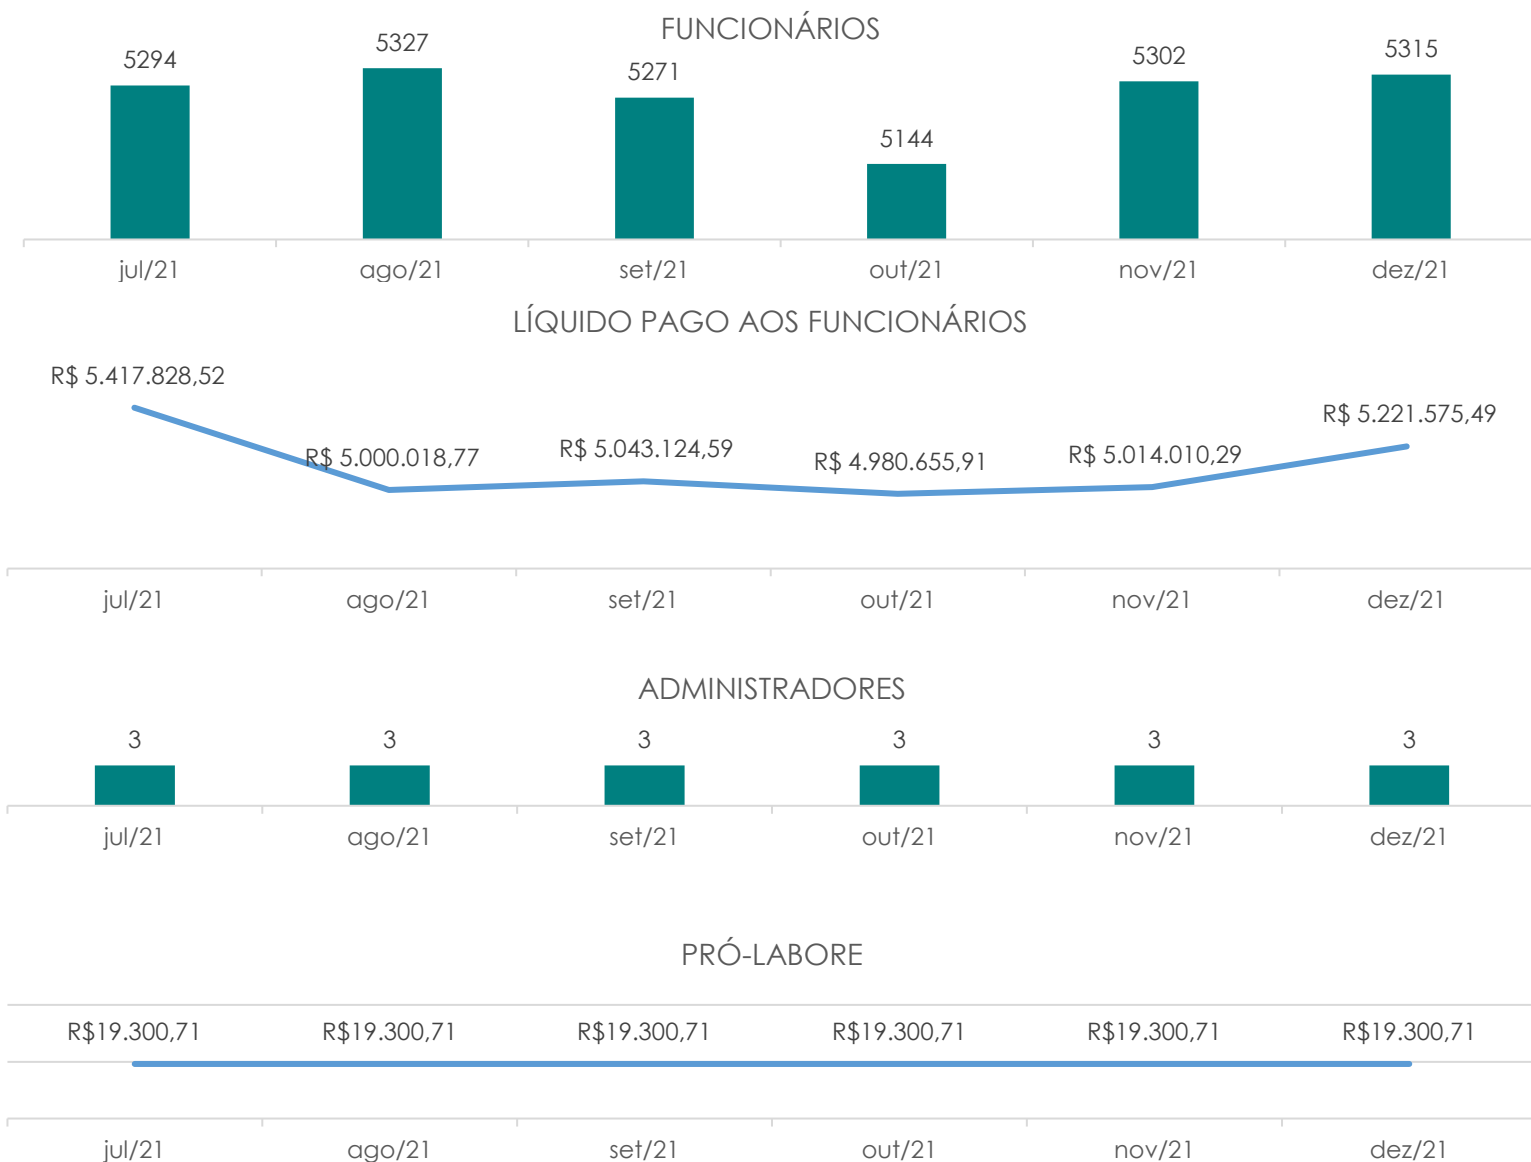 FUNCIONÁRIOS
5294 5327 5271 5144 5302 5315
jul/21 ago/21 set/21 out/21 nov/21 dez/21
LÍQUIDO PAGO AOS FUNCIONÁRIOS
R$ 5.417.828,52 R$ 5.000.018,77 R$ 5.043.124,59 R$ 4.980.655,91 R$ 5.014.010,29 R$ 5.221.575,49
jul/21 ago/21 set/21 out/21 nov/21 dez/21
ADMINISTRADORES
3 3 3 3 3 3
jul/21 ago/21 set/21 out/21 nov/21 dez/21
PRÓ-LABORE
R$19.300,71 R$19.300,71 R$19.300,71 R$19.300,71 R$19.300,71 R$19.300,71
jul/21 ago/21 set/21 out/21 nov/21 dez/21